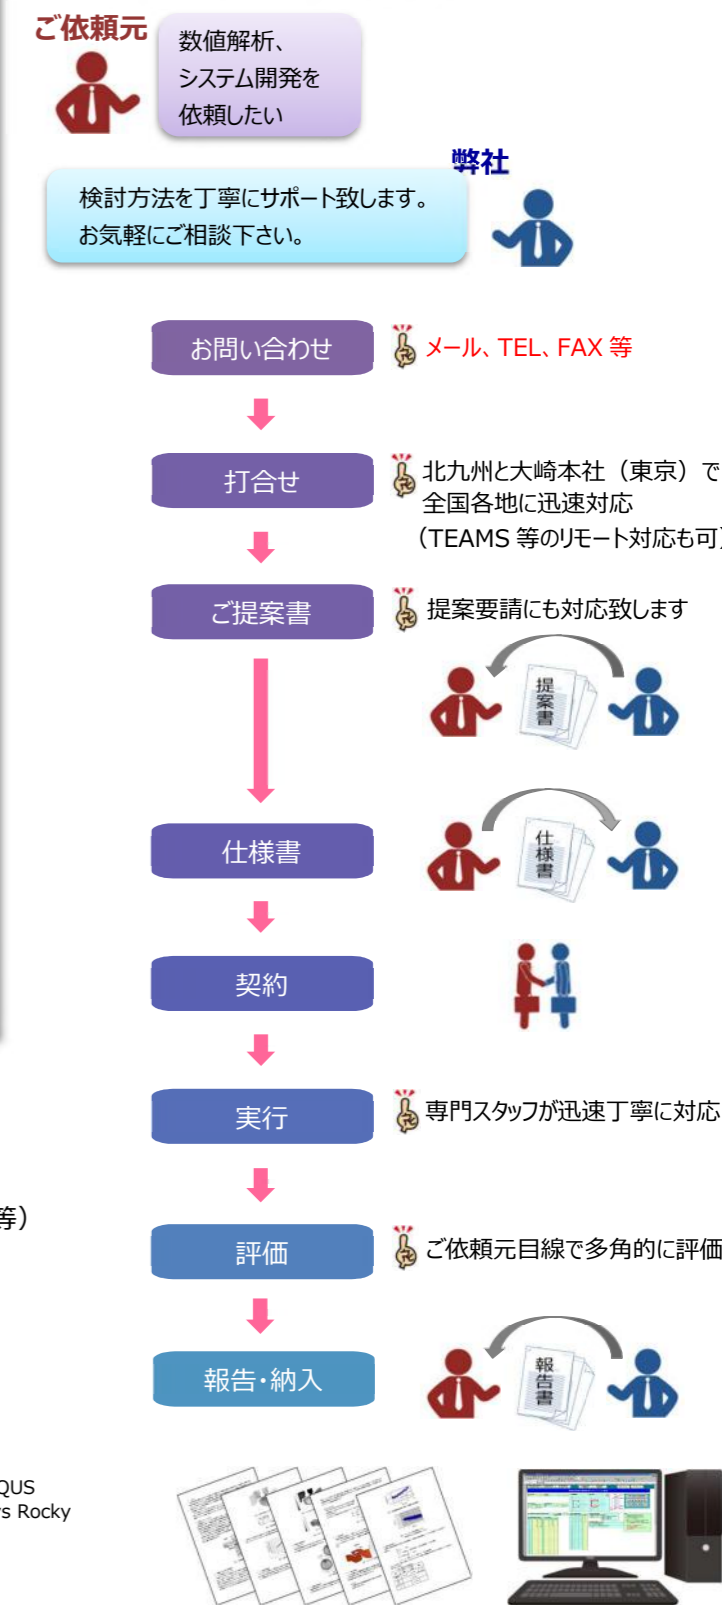 ご依頼元
数値解析、
システム開発を
依頼したい
弊社
検討方法を丁寧にサポート致します。
お気軽にご相談下さい。
お問い合わせ
メール、TEL、FAX 等
打合せ
北九州と大崎本社（東京）で
全国各地に迅速対応
（TEAMS 等のリモート対応も可）
ご提案書
提案要請にも対応致します
提案書
仕様書
仕様書
契約
実行
専門スタッフが迅速丁寧に対応
等）
評価
ご依頼元目線で多角的に評価
報告・納入
報告書
QUS
s Rocky